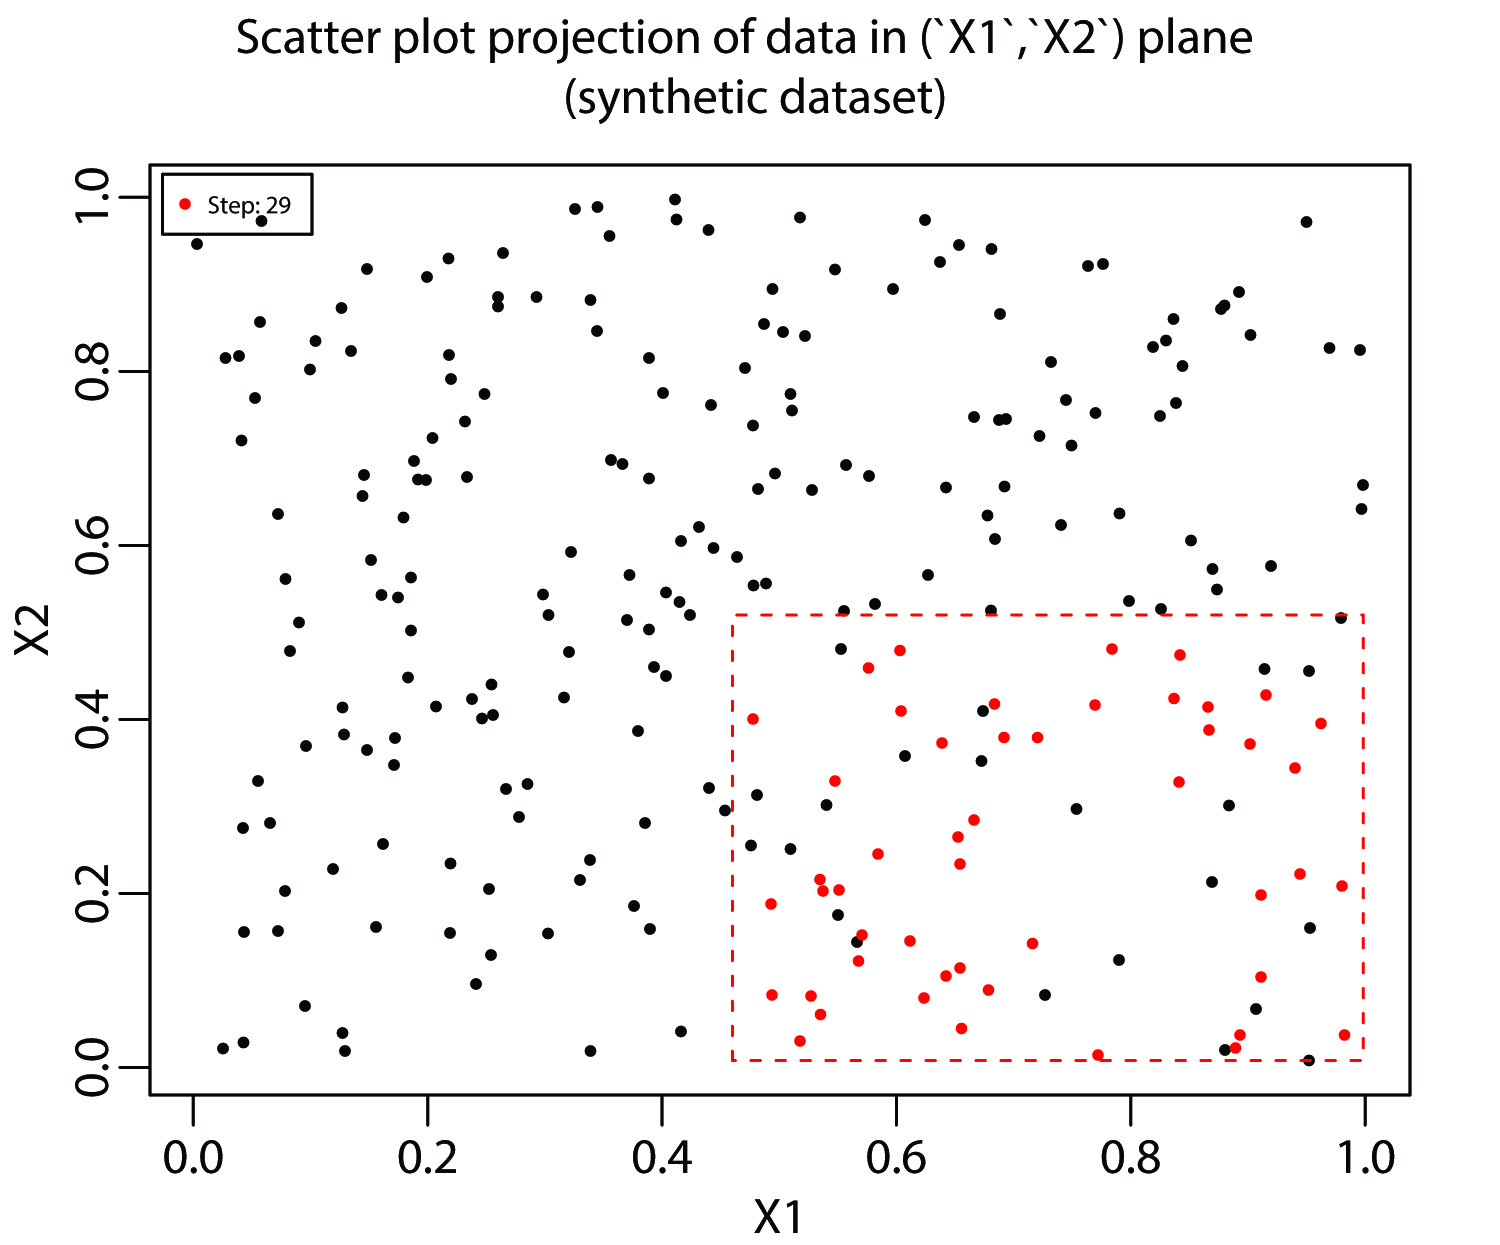 Scatter plot projection of data in (`X1`,`X2`) plane
(synthetic dataset)
Step: 29
1.0
0.8
0.6
0.4
0.2
0.0
X2
0.0 0.2 0.4 0.6 0.8 1.0
X1